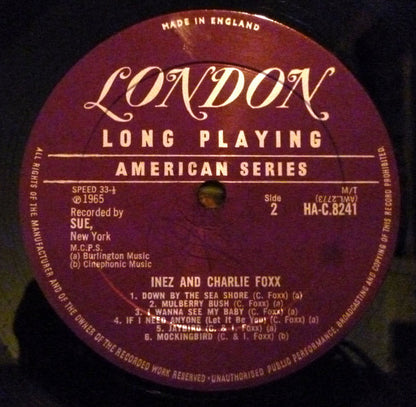 MADE IN ENGLAND
LONDON
LONG PLAYING
AMERICAN SERIES
SPEED 33-⅓
℗ 1965
Recorded by
SUE,
New York
M.C.P.S.
(a) Burlington Music
(b) Cinephonic Music
Side
2
M/T
(AWL.2773)
HA-C.8241
INEZ AND CHARLIE FOXX
1. DOWN BY THE SEA SHORE (C. Foxx) (a)
2. MULBERRY BUSH (C. Foxx) (a)
3. I WANNA SEE MY BABY (C. Foxx) (a)
4. IF I NEED ANYONE (Let It Be You) (C. Foxx) (a)
5. JAYBIRD (C. & I. Foxx) (a)
6. MOCKINGBIRD (C. & I. Foxx) (b)
ALL RIGHTS OF THE MANUFACTURER AND OF THE OWNER OF THE RECORDED WORK RESERVED · UNAUTHORISED PUBLIC PERFORMANCE, BROADCASTING AND COPYING OF THIS RECORD PROHIBITED.